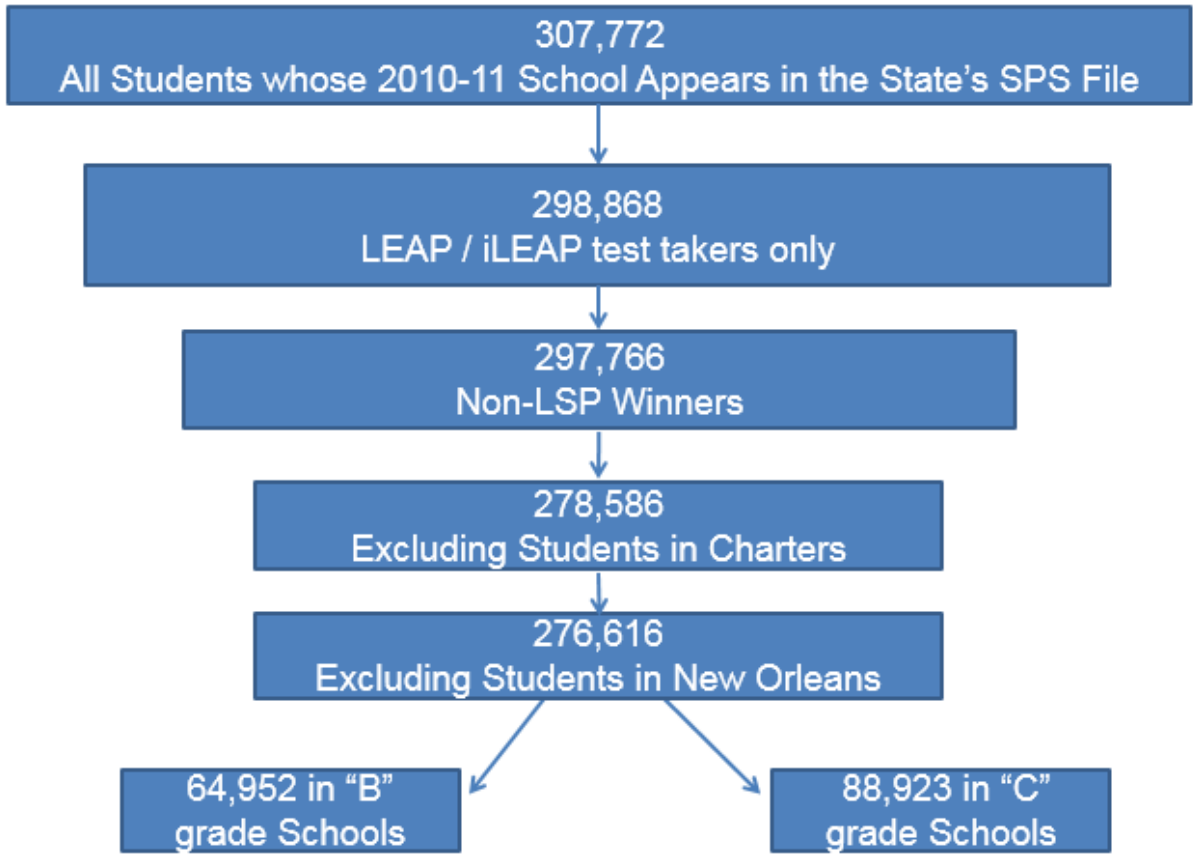 307,772
All Students whose 2010-11 School Appears in the State’s SPS File
298,868
LEAP / iLEAP test takers only
297,766
Non-LSP Winners
278,586
Excluding Students in Charters
276,616
Excluding Students in New Orleans
64,952 in “B”
grade Schools
88,923 in “C”
grade Schools